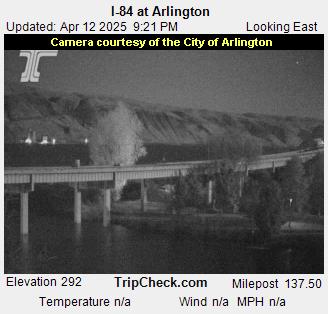 I-84 at Arlington
Updated: Apr 12 2025 9:21 PM Looking East
Camera courtesy of the City of Arlington
Elevation 292 TripCheck.com Milepost 137.50
Temperature n/a Wind n/a MPH n/a